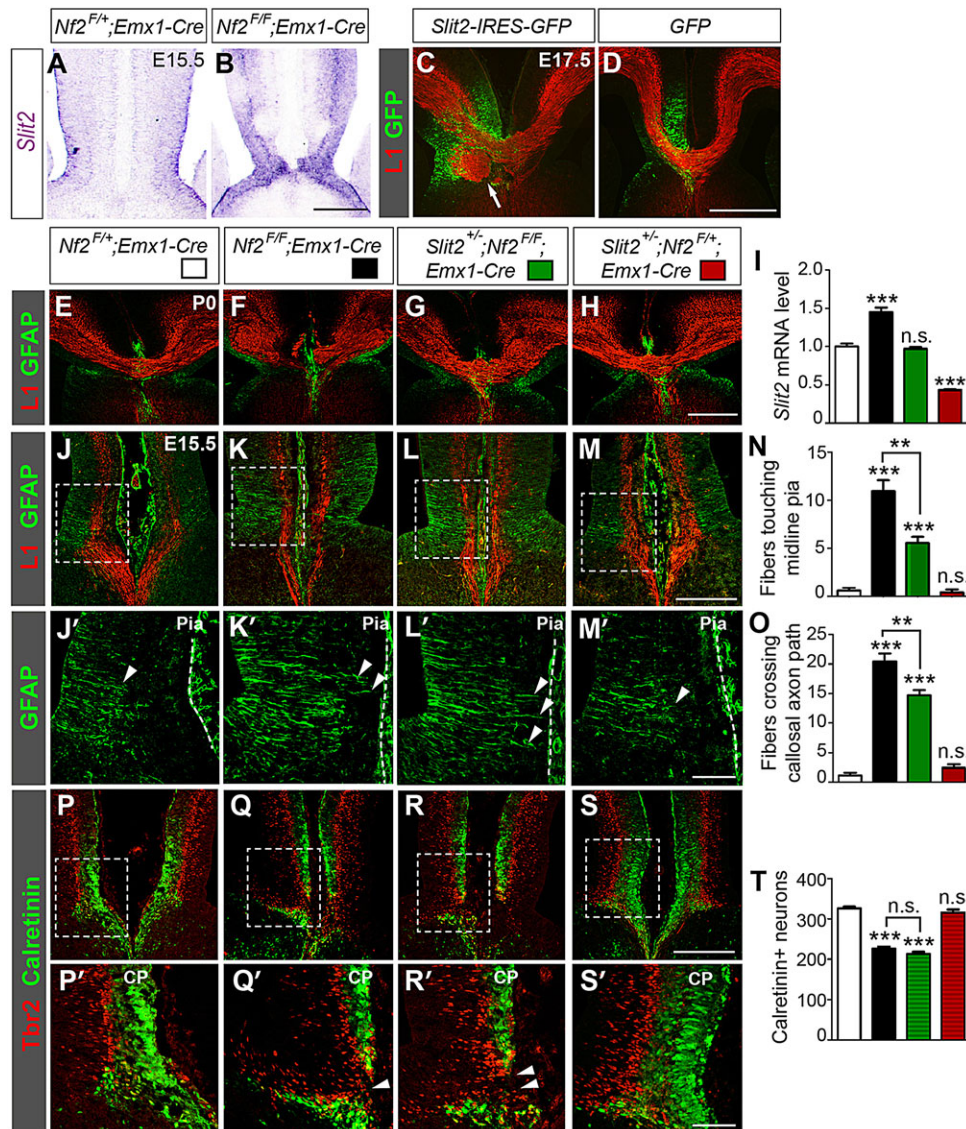 Nf2F/+;Emx1-Cre
Nf2F/F;Emx1-Cre
Slit2-IRES-GFP
GFP
Slit2
A
E15.5
B
L1 GFP
C
E17.5
D
Nf2F/+;Emx1-Cre
Nf2F/F;Emx1-Cre
Slit2+/-;Nf2F/F;
Emx1-Cre
Slit2+/-;Nf2F/+;
Emx1-Cre
L1 GFAP
E
P0
F
G
H
I
Slit2 mRNA level
2.0
1.5
1.0
0.5
0
***
n.s.
***
L1 GFAP
J
E15.5
K
L
M
N
Fibers touching
midline pia
15
10
5
0
**
***
***
n.s.
GFAP
J′
Pia
K′
Pia
L′
Pia
M′
Pia
O
Fibers crossing
callosal axon path
25
20
15
10
5
0
**
***
***
n.s
Tbr2 Calretinin
P
Q
R
S
P′
CP
Q′
CP
R′
CP
S′
CP
T
Calretinin+ neurons
400
300
200
100
0
n.s.
***
***
n.s